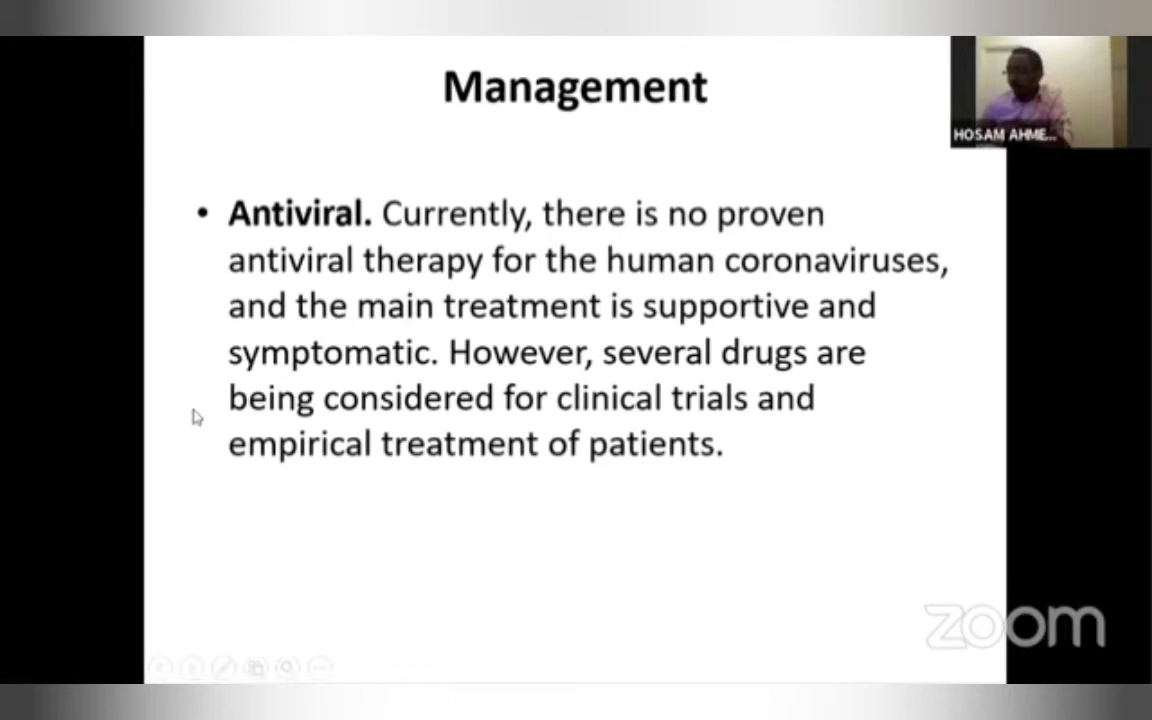 Management
HOSAM AHME...
• Antiviral. Currently, there is no proven
antiviral therapy for the human coronaviruses,
and the main treatment is supportive and
symptomatic. However, several drugs are
being considered for clinical trials and
empirical treatment of patients.
zoom